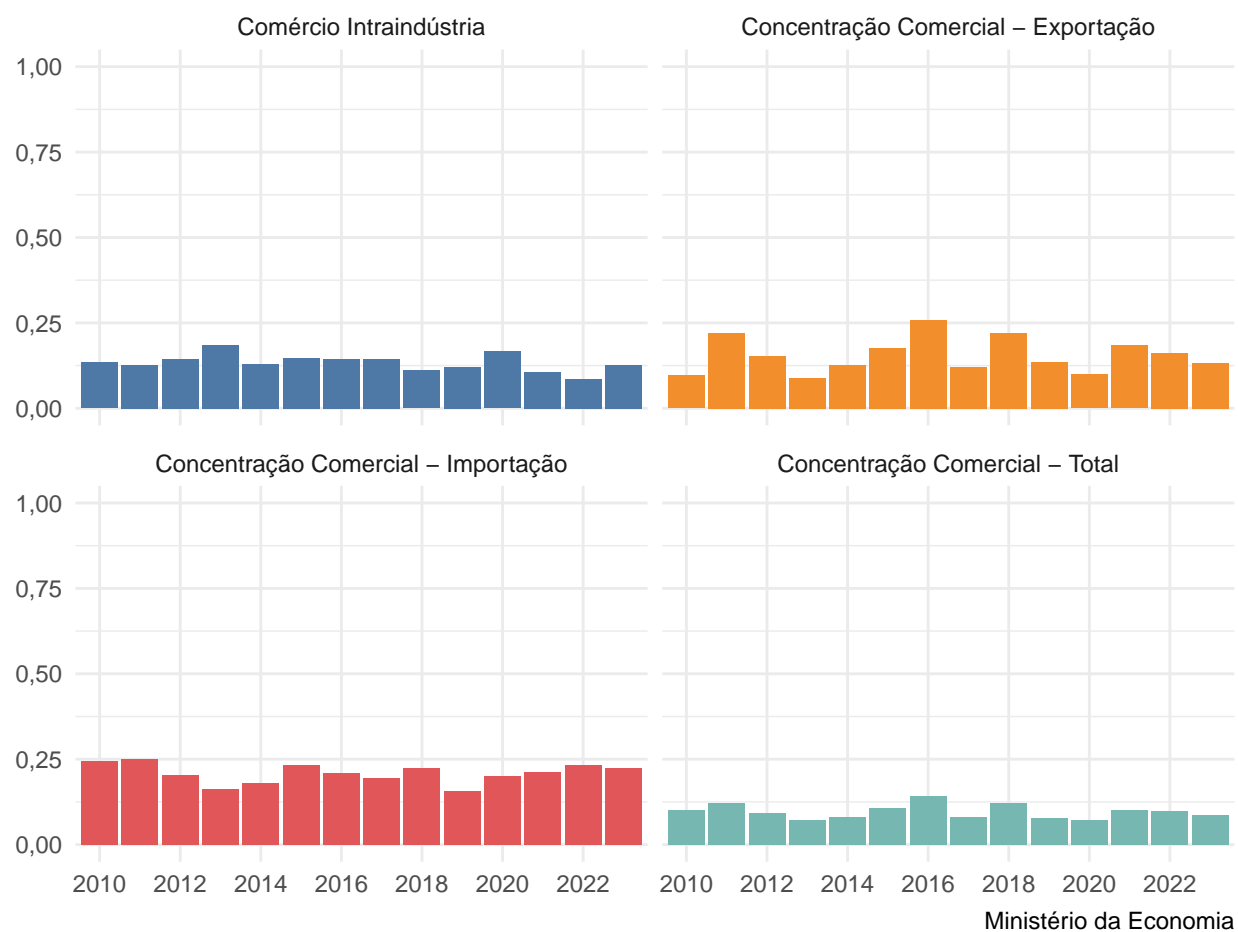 Comércio Intraindústria
Concentração Comercial – Exportação
1,00
0,75
0,50
0,25
0,00
Concentração Comercial – Importação
Concentração Comercial – Total
1,00
0,75
0,50
0,25
0,00
2010 2012 2014 2016 2018 2020 2022
2010 2012 2014 2016 2018 2020 2022
Ministério da Economia